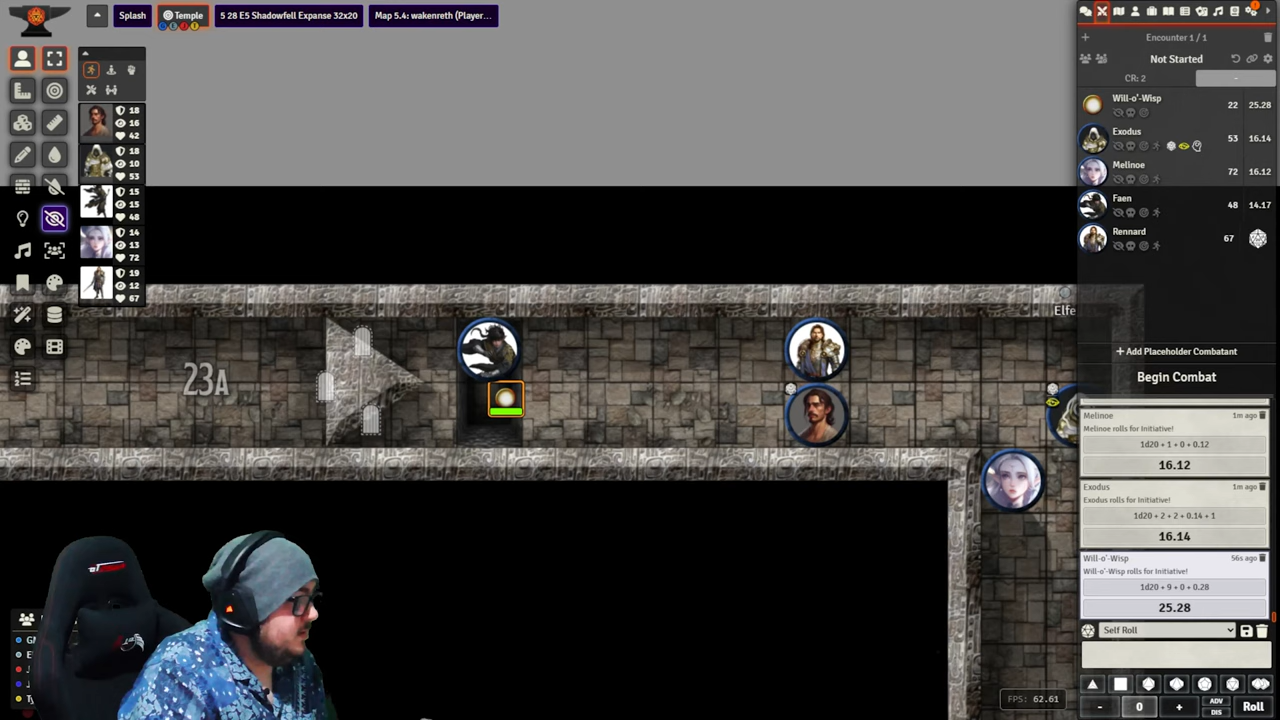 Splash
Temple
5 28 E5 Shadowfell Expanse 32x20
Map 5.4: wakenreth (Player...
18
16
42
18
10
53
15
15
48
14
13
72
19
12
67
23A
Elfe
Encounter 1 / 1
Not Started
CR: 2
-
Will-o'-Wisp
22
25.28
Exodus
53
16.14
Melinoe
72
16.12
Faen
48
14.17
Rennard
67
+ Add Placeholder Combatant
Begin Combat
Melinoe
1m ago
Melinoe rolls for Initiative!
1d20 + 1 + 0 + 0.12
16.12
Exodus
1m ago
Exodus rolls for Initiative!
1d20 + 2 + 2 + 0.14 + 1
16.14
Will-o'-Wisp
56s ago
Will-o'-Wisp rolls for Initiative!
1d20 + 9 + 0 + 0.28
25.28
Self Roll
FPS: 62.61
-
0
+
ADV
DIS
Roll